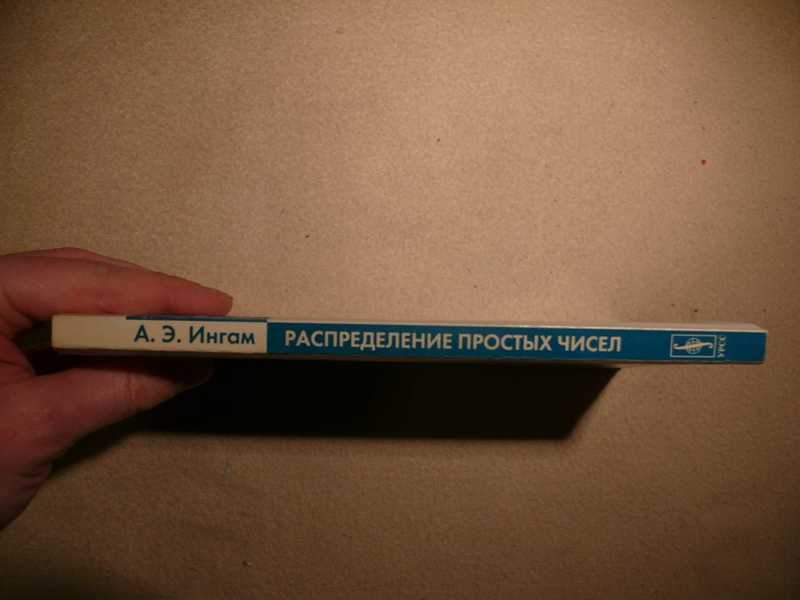 А. Э. Ингам
РАСПРЕДЕЛЕНИЕ ПРОСТЫХ ЧИСЕЛ
УРСС